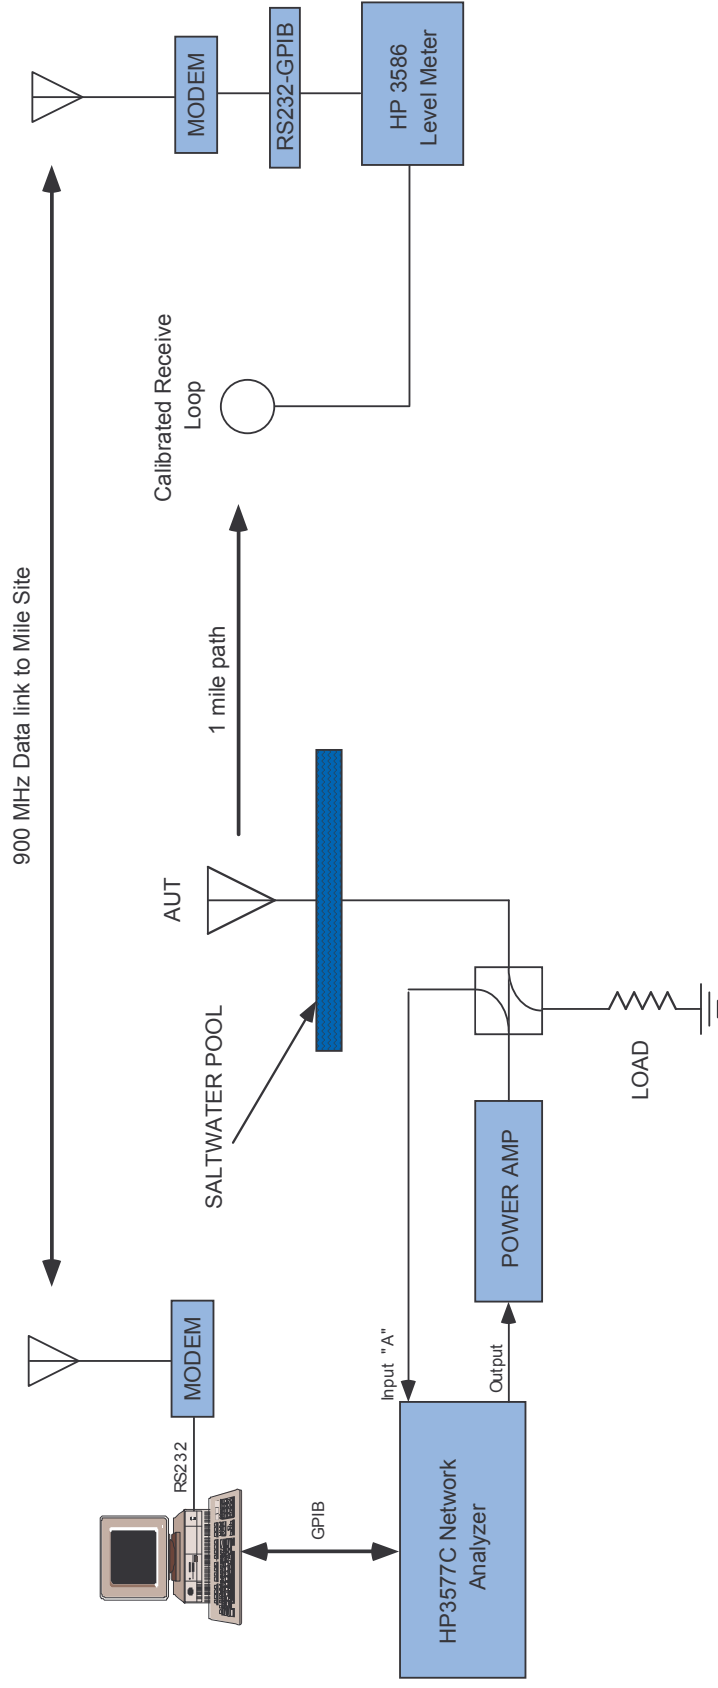 900 MHz Data link to Mile Site
MODEM
RS232
GPIB
HP3577C Network
Analyzer
Input "A"
Output
POWER AMP
LOAD
SALTWATER POOL
AUT
1 mile path
Calibrated Receive
Loop
MODEM
RS232-GPIB
HP 3586
Level Meter